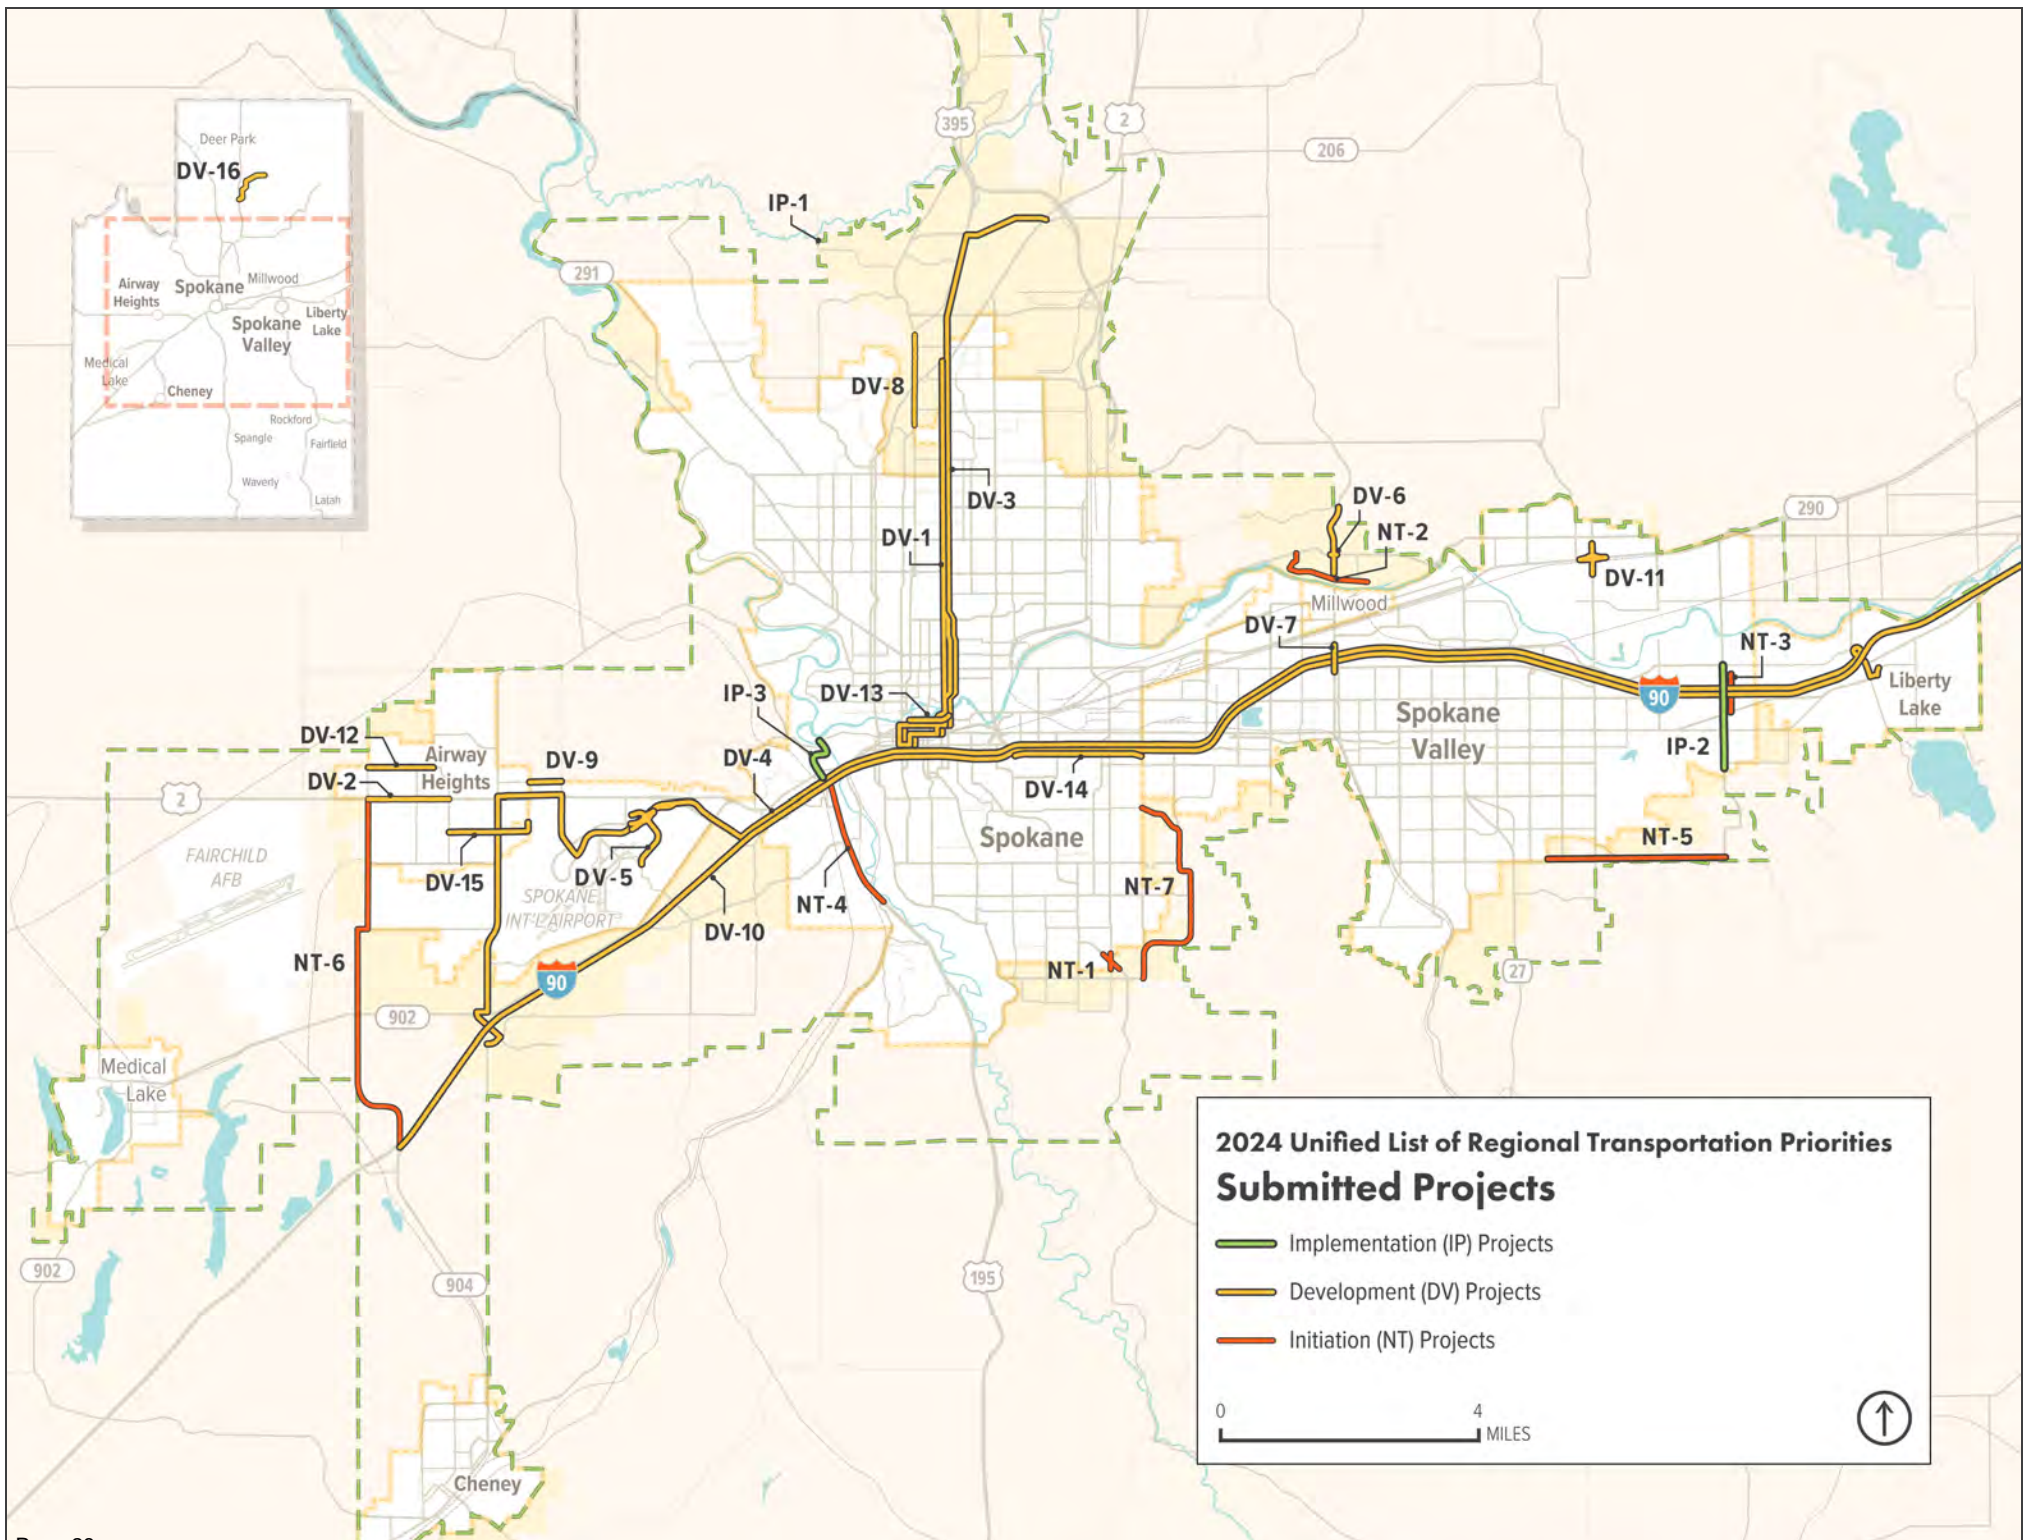 395
2
206
Deer Park
DV-16
IP-1
291
Airway
Heights
Spokane
Millwood
Spokane
Valley
Liberty
Lake
Medical
Lake
Cheney
Rockford
Spangle
Fairfield
Waverly
Latah
DV-8
DV-3
DV-1
DV-6
NT-2
290
DV-11
Millwood
DV-7
NT-3
IP-3
DV-13
90
Liberty
Lake
Spokane
Valley
IP-2
DV-12
Airway
Heights
DV-9
DV-4
DV-2
2
DV-14
Spokane
NT-5
FAIRCHILD
AFB
DV-15
DV-5
SPOKANE
INT'L AIRPORT
NT-4
NT-7
DV-10
NT-6
90
NT-1
27
902
Medical
Lake
902
904
195
Cheney
2024 Unified List of Regional Transportation Priorities
Submitted Projects
Implementation (IP) Projects
Development (DV) Projects
Initiation (NT) Projects
0
4
MILES